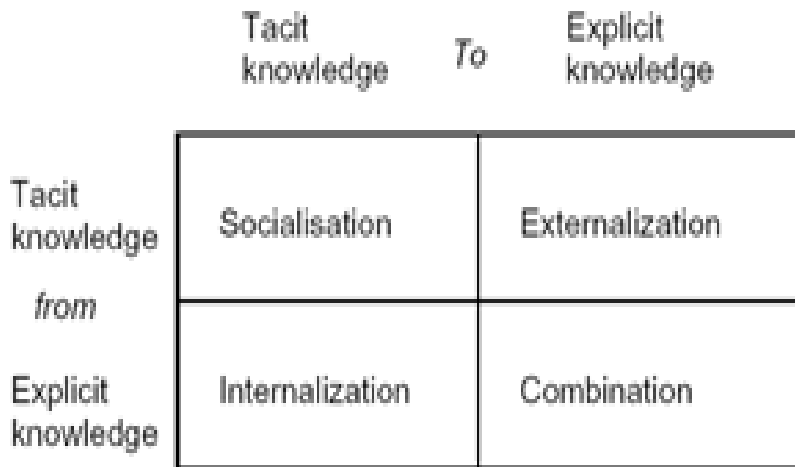 Tacit
knowledge
To
Explicit
knowledge
Tacit
knowledge
Socialisation
Externalization
from
Explicit
knowledge
Internalization
Combination